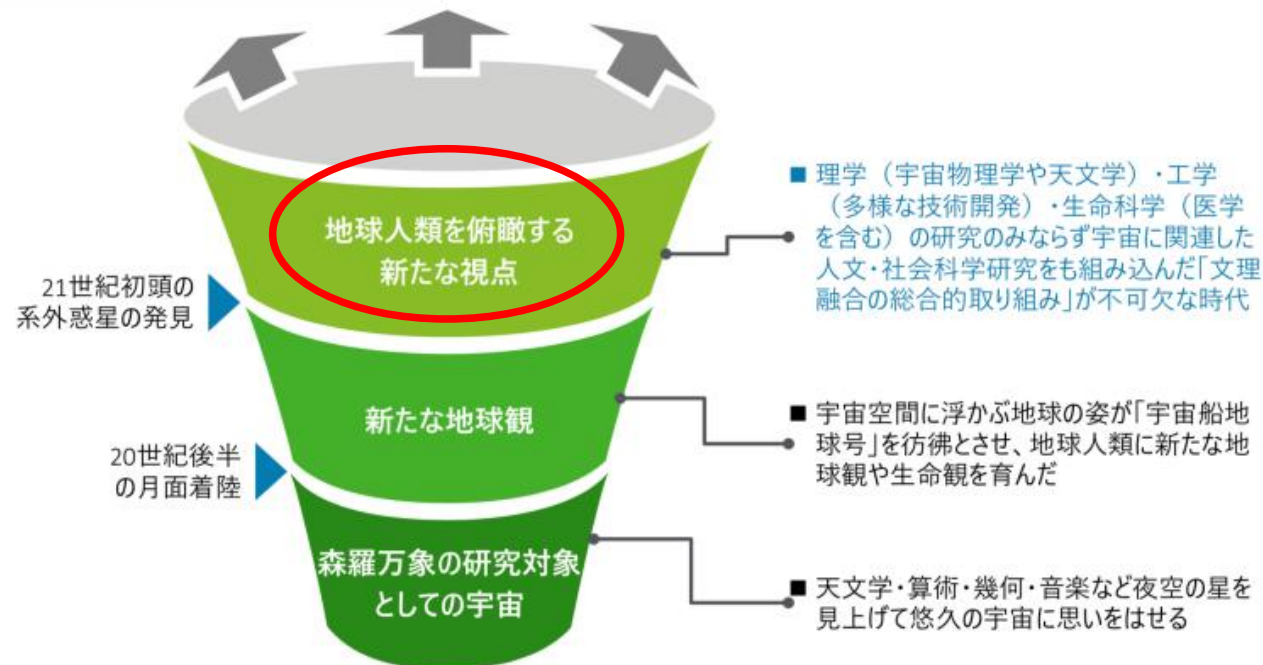 地球人類を俯瞰する
新たな視点
■ 理学（宇宙物理学や天文学）・工学
（多様な技術開発）・生命科学（医学
を含む）の研究のみならず宇宙に関連した
人文・社会科学研究をも組み込んだ「文理
融合の総合的取り組み」が不可欠な時代
21世紀初頭の
系外惑星の発見
新たな地球観
■ 宇宙空間に浮かぶ地球の姿が「宇宙船地
球号」を彷彿とさせ、地球人類に新たな地
球観や生命観を育んだ
20世紀後半
の月面着陸
森羅万象の研究対象
としての宇宙
■ 天文学・算術・幾何・音楽など夜空の星を
見上げて悠久の宇宙に思いをはせる